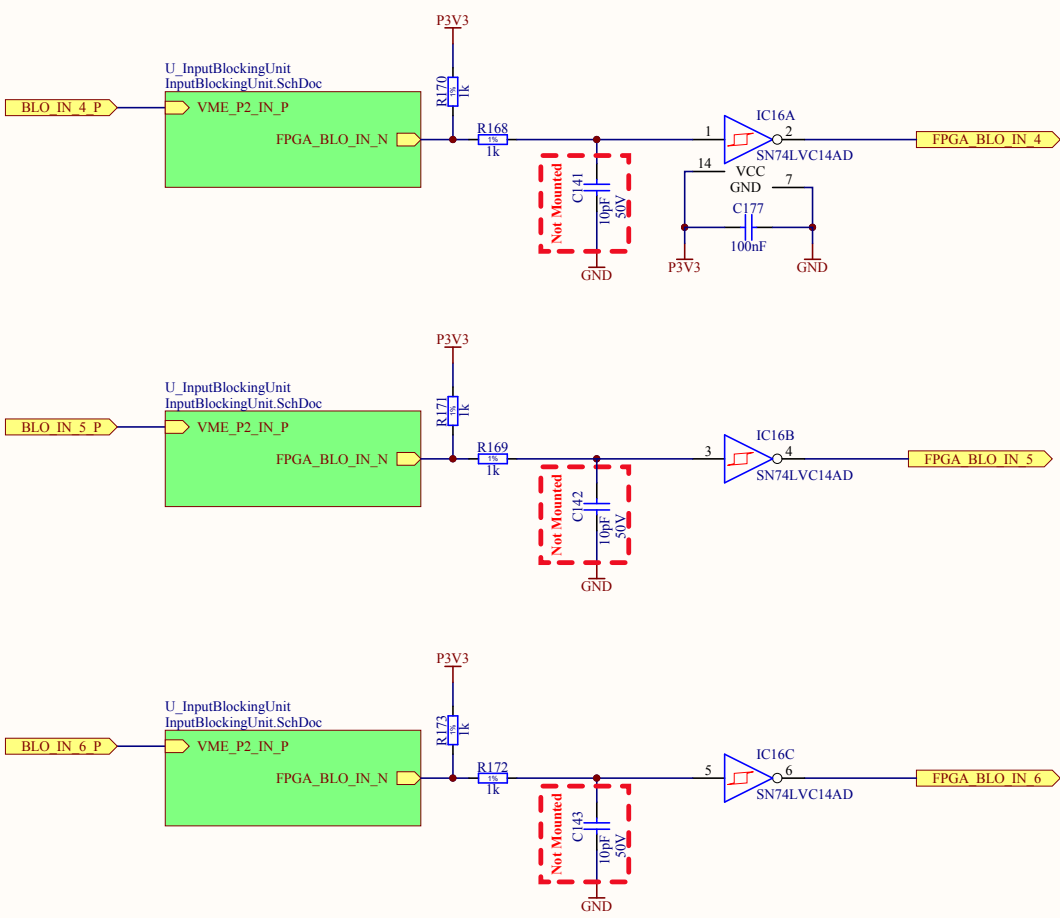 P3V3
U_InputBlockingUnit
InputBlockingUnit.SchDoc
BLO_IN_4_P
VME_P2_IN_P
FPGA_BLO_IN_N
R170
1%
1k
R168
1%
1k
Not Mounted
C141
10pF
50V
GND
1
IC16A
2
SN74LVC14AD
14
VCC
GND
7
C177
100nF
P3V3
GND
FPGA_BLO_IN_4
P3V3
U_InputBlockingUnit
InputBlockingUnit.SchDoc
BLO_IN_5_P
VME_P2_IN_P
FPGA_BLO_IN_N
R171
1%
1k
R169
1%
1k
Not Mounted
C142
10pF
50V
GND
3
IC16B
4
SN74LVC14AD
FPGA_BLO_IN_5
P3V3
U_InputBlockingUnit
InputBlockingUnit.SchDoc
BLO_IN_6_P
VME_P2_IN_P
FPGA_BLO_IN_N
R173
1%
1k
R172
1%
1k
Not Mounted
C143
10pF
50V
GND
5
IC16C
6
SN74LVC14AD
FPGA_BLO_IN_6